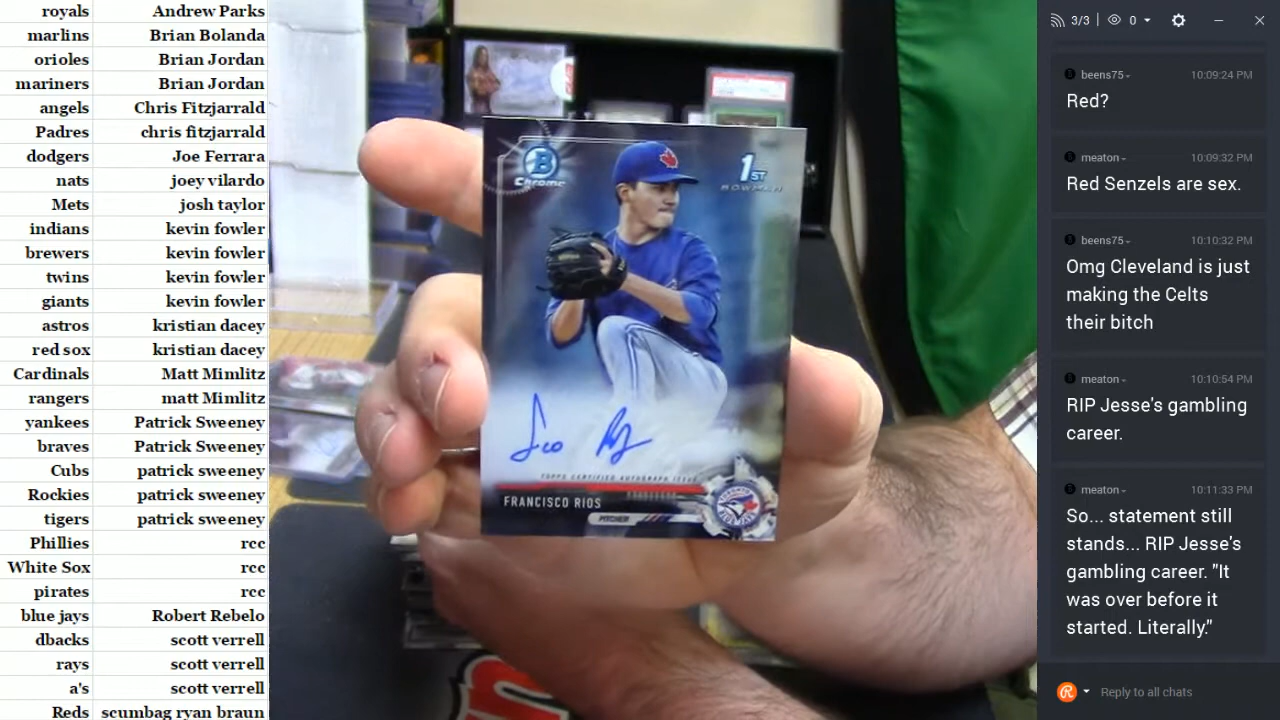 royals Andrew Parks
marlins Brian Bolanda
orioles Brian Jordan
mariners Brian Jordan
angels Chris Fitzjarrald
Padres chris fitzjarrald
dodgers Joe Ferrara
nats joey vilardo
Mets josh taylor
indians kevin fowler
brewers kevin fowler
twins kevin fowler
giants kevin fowler
astros kristian dacey
red sox kristian dacey
Cardinals Matt Mimlitz
rangers matt Mimlitz
yankees Patrick Sweeney
braves Patrick Sweeney
Cubs patrick sweeney
Rockies patrick sweeney
tigers patrick sweeney
Phillies rcc
White Sox rcc
pirates rcc
blue jays Robert Rebelo
dbacks scott verrell
rays scott verrell
a's scott verrell
Reds scumbag ryan braun
B
Chrome
1ST
BOWMAN
TOPPS CERTIFIED AUTOGRAPH ISSUE
FRANCISCO RIOS
PITCHER
3/3 0
beens75 10:09:24 PM
Red?
meaton 10:09:32 PM
Red Senzels are sex.
beens75 10:10:32 PM
Omg Cleveland is just
making the Celts
their bitch
meaton 10:10:54 PM
RIP Jesse's gambling
career.
meaton 10:11:33 PM
So... statement still
stands... RIP Jesse's
gambling career. "It
was over before it
started. Literally."
Reply to all chats